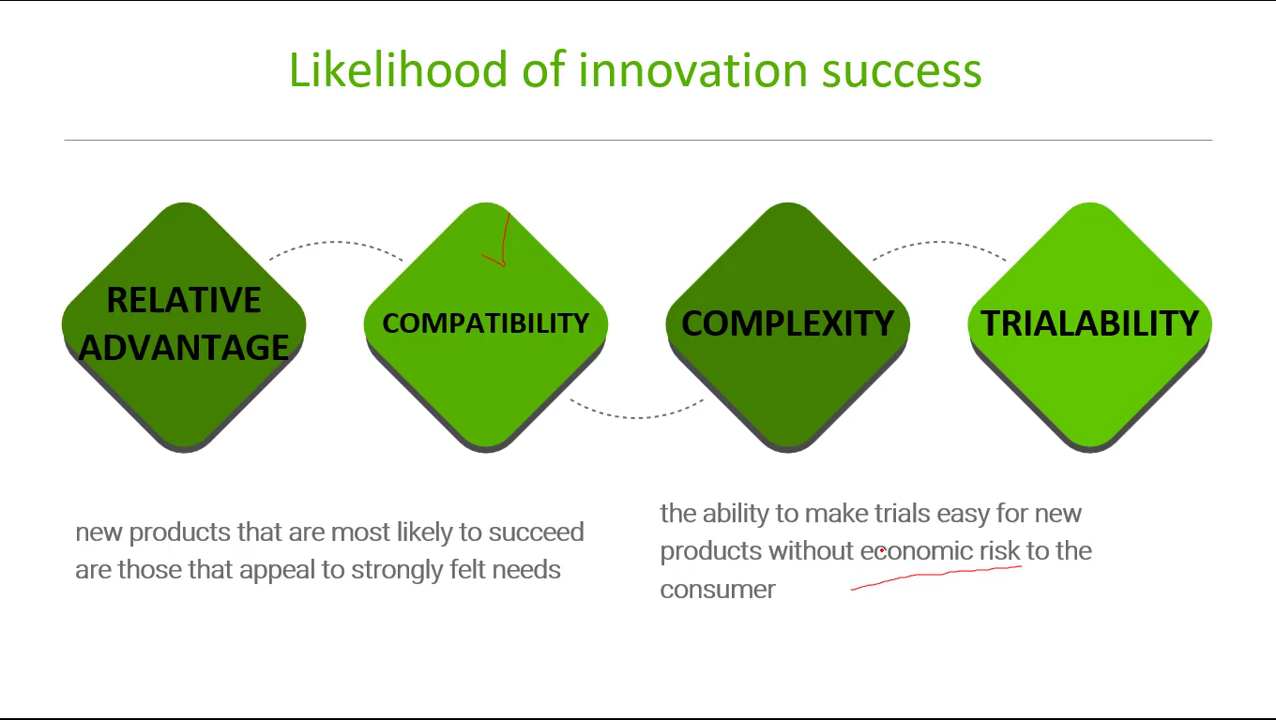 Likelihood of innovation success
RELATIVE
ADVANTAGE
COMPATIBILITY
COMPLEXITY
TRIALABILITY
new products that are most likely to succeed
are those that appeal to strongly felt needs
the ability to make trials easy for new
products without economic risk to the
consumer